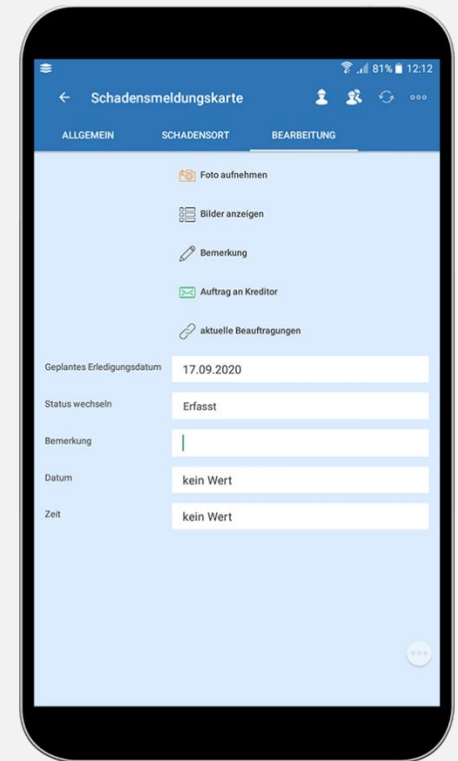 81% 12:12
Schadensmeldungskarte
ALLGEMEIN SCHADENSORT BEARBEITUNG
Foto aufnehmen
Bilder anzeigen
Bemerkung
Auftrag an Kreditor
aktuelle Beauftragungen
Geplantes Erledigungsdatum 17.09.2020
Status wechseln Erfasst
Bemerkung
Datum kein Wert
Zeit kein Wert